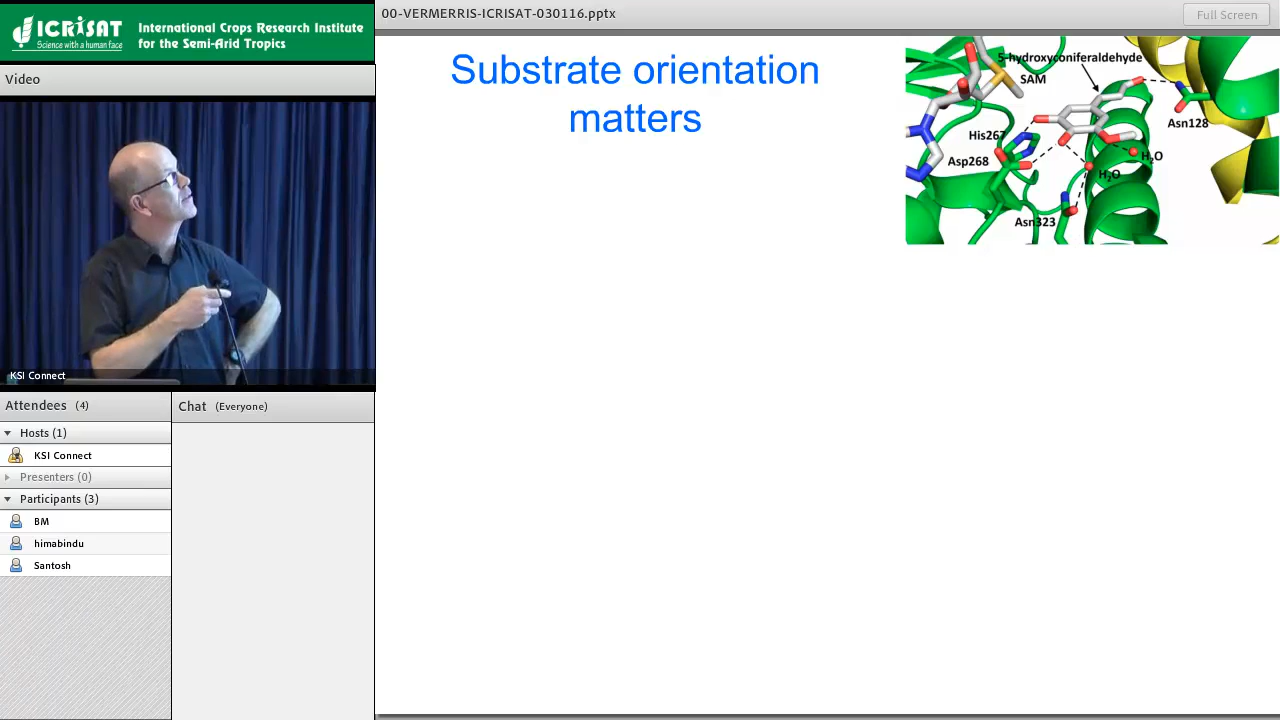 ICRISAT
Science with a human face
International Crops Research Institute
for the Semi-Arid Tropics
00-VERMERRIS-ICRISAT-030116.pptx
Full Screen
Video
KSI Connect
Attendees (4)
Hosts (1)
KSI Connect
Presenters (0)
Participants (3)
BM
himabindu
Santosh
Chat (Everyone)
Substrate orientation
matters
5-hydroxyconiferaldehyde
SAM
Asn128
His267
H2O
Asp268
H2O
Asn323